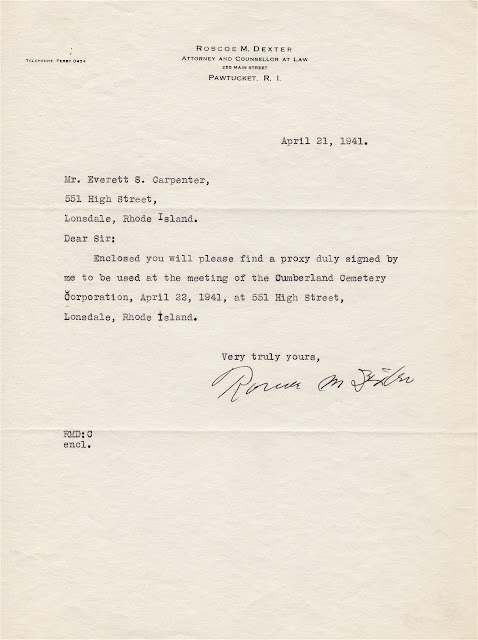 ROSCOE M. DEXTER
ATTORNEY AND COUNSELLOR AT LAW
255 MAIN STREET
PAWTUCKET, R. I.
TELEPHONE, PERRY 0434
April 21, 1941.
Mr. Everett S. Carpenter,
551 High Street,
Lonsdale, Rhode Island.
Dear Sir:
Enclosed you will please find a proxy duly signed by
me to be used at the meeting of the Cumberland Cemetery
Corporation, April 22, 1941, at 551 High Street,
Lonsdale, Rhode Island.
Very truly yours,
Roscoe M Dexter
RMD:C
encl.